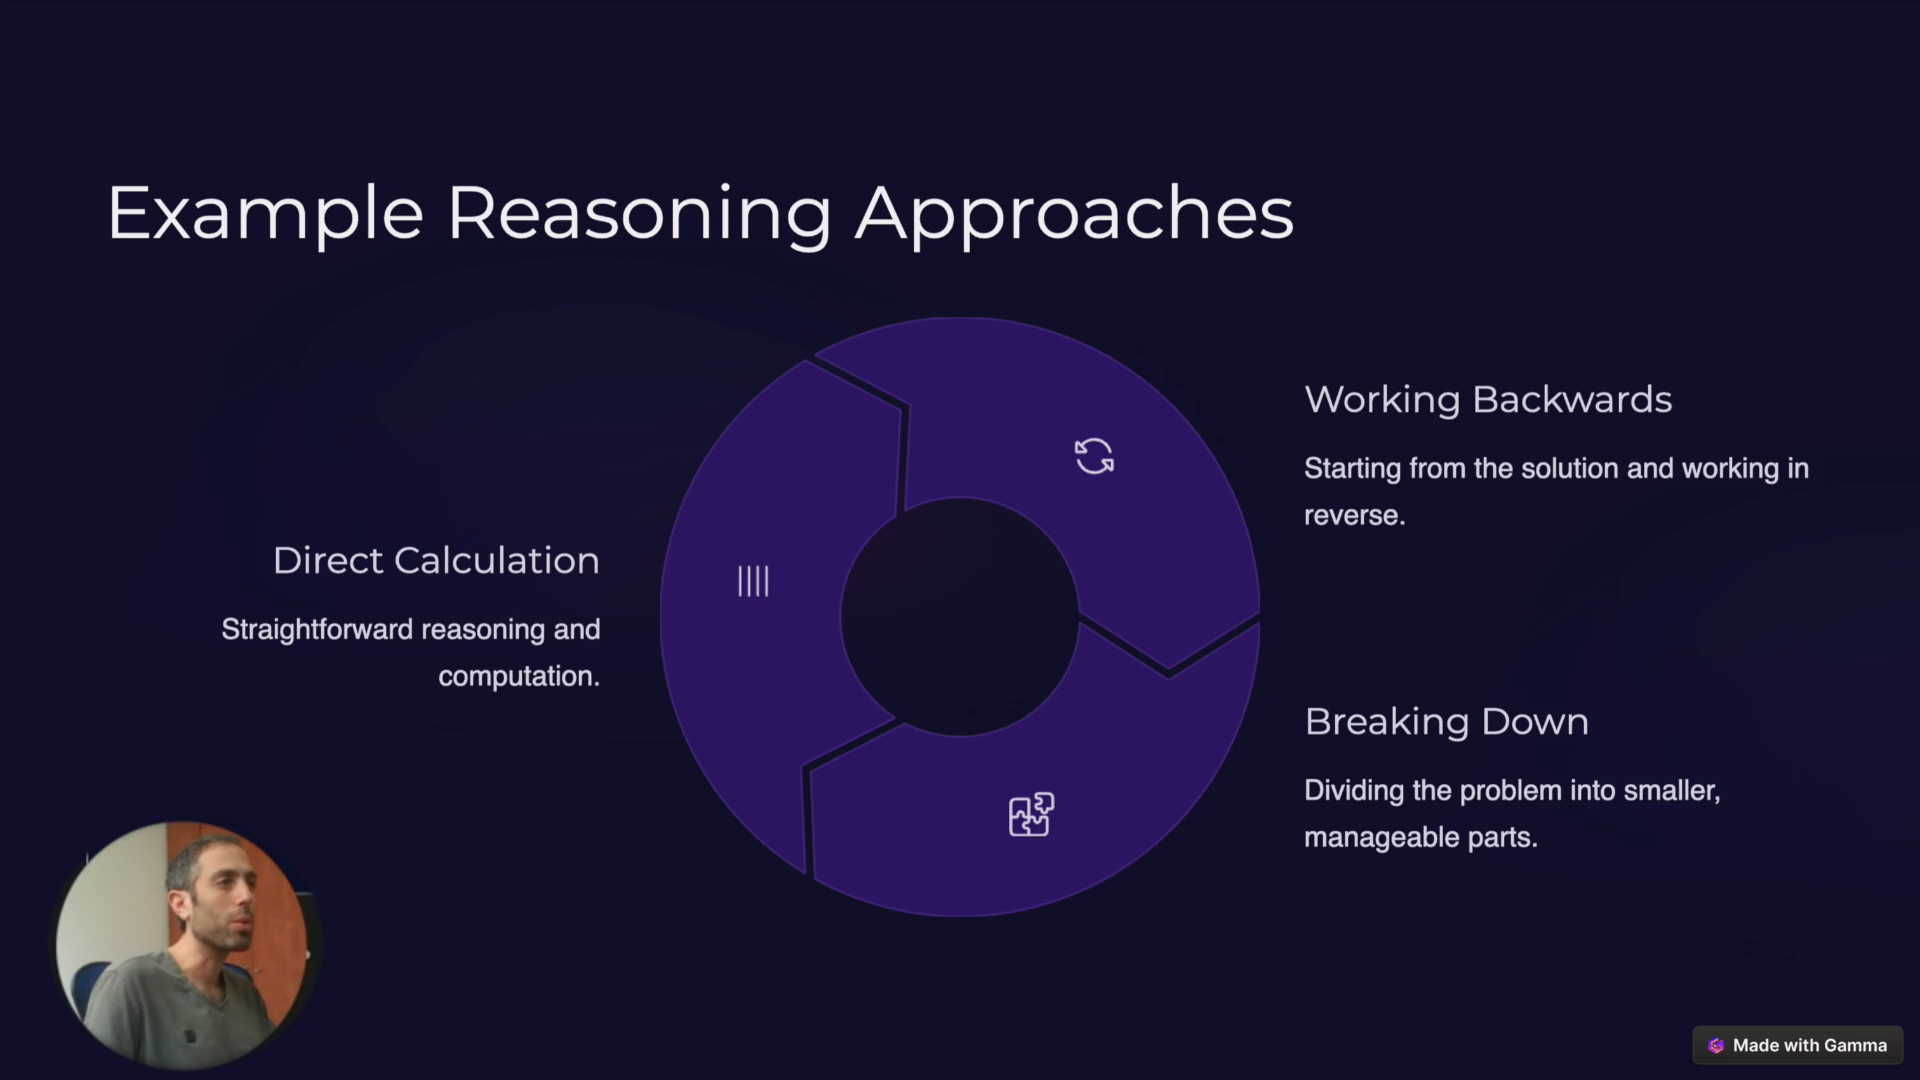 Example Reasoning Approaches
Direct Calculation
Straightforward reasoning and
computation.
Working Backwards
Starting from the solution and working in
reverse.
Breaking Down
Dividing the problem into smaller,
manageable parts.
Made with Gamma